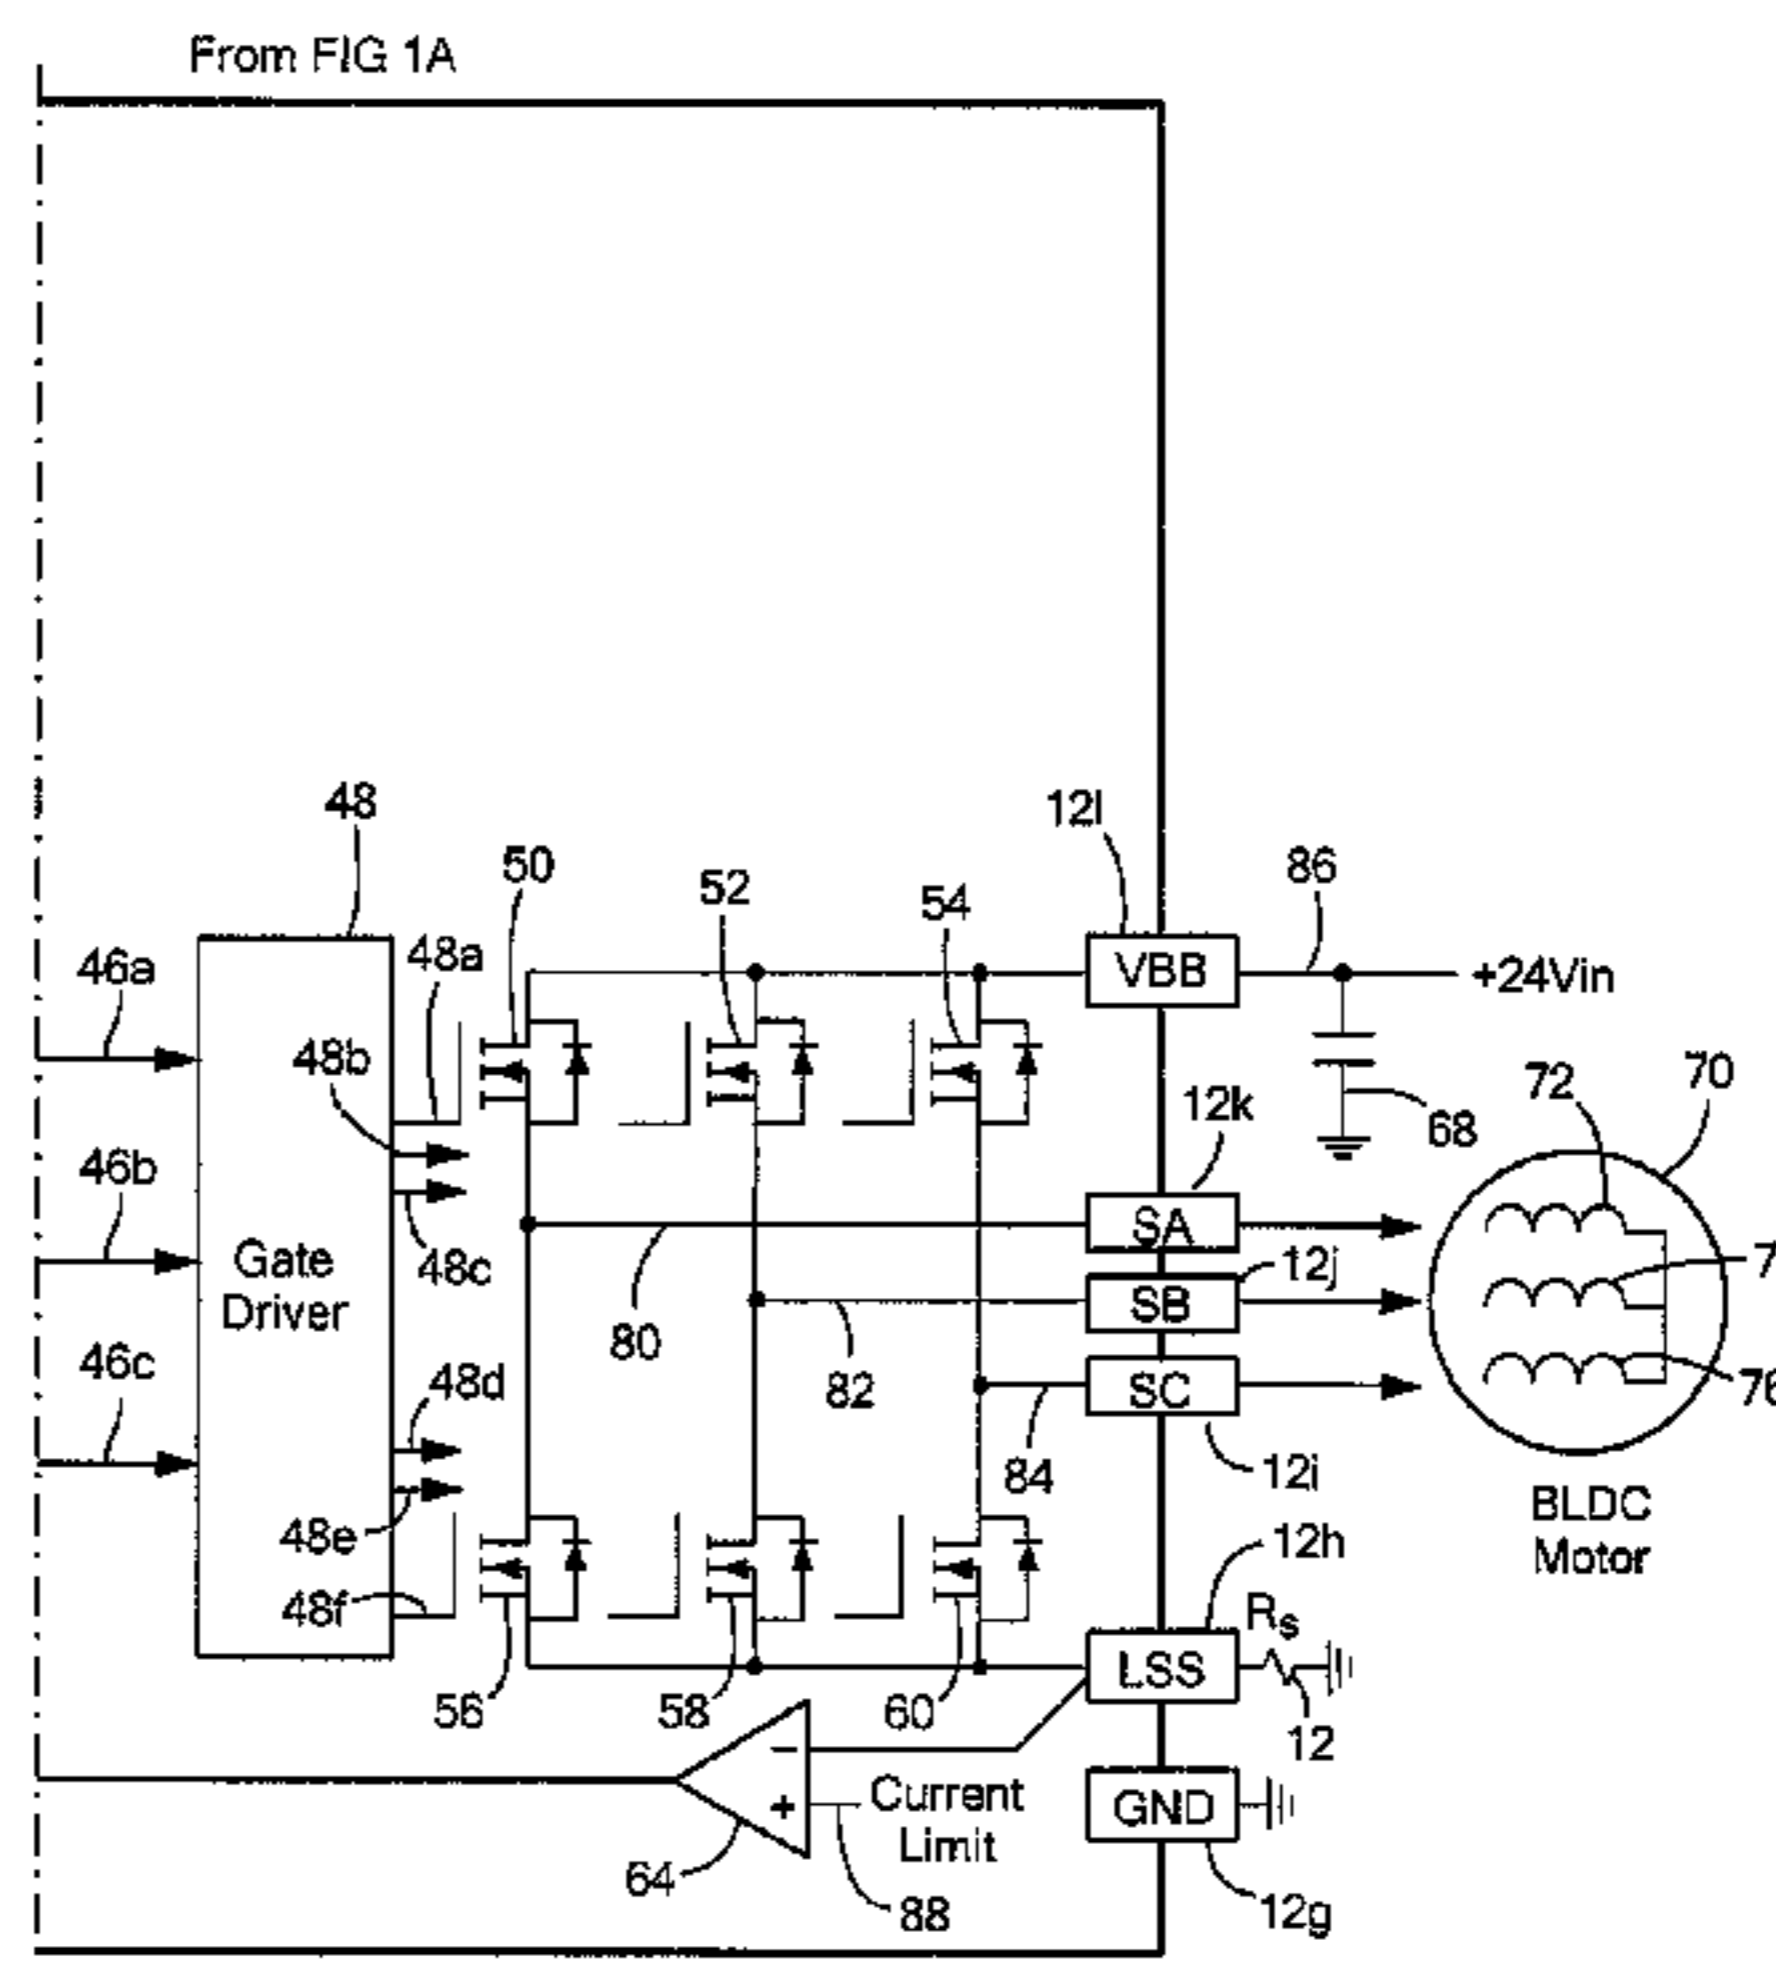 From FIG 1A
48
12l
50
52
54
86
46a
48a
VBB
+24Vin
48b
72
70
12k
68
46b
SA
48c
Gate
Driver
12j
SB
80
82
46c
48d
SC
76
84
12i
BLDC
Motor
48e
12h
48f
Rs
LSS
56
58
60
12
-
+
Current
Limit
GND
64
88
12g